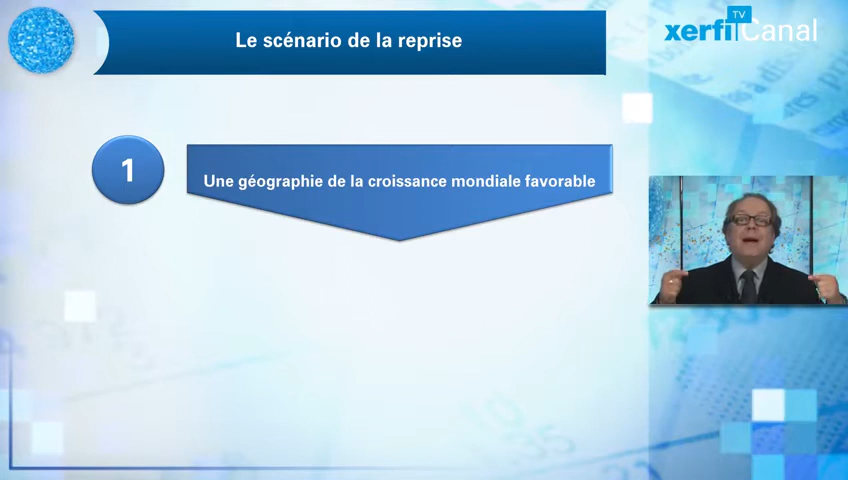 Le scénario de la reprise
TV
xerfi Canal
1
Une géographie de la croissance mondiale favorable